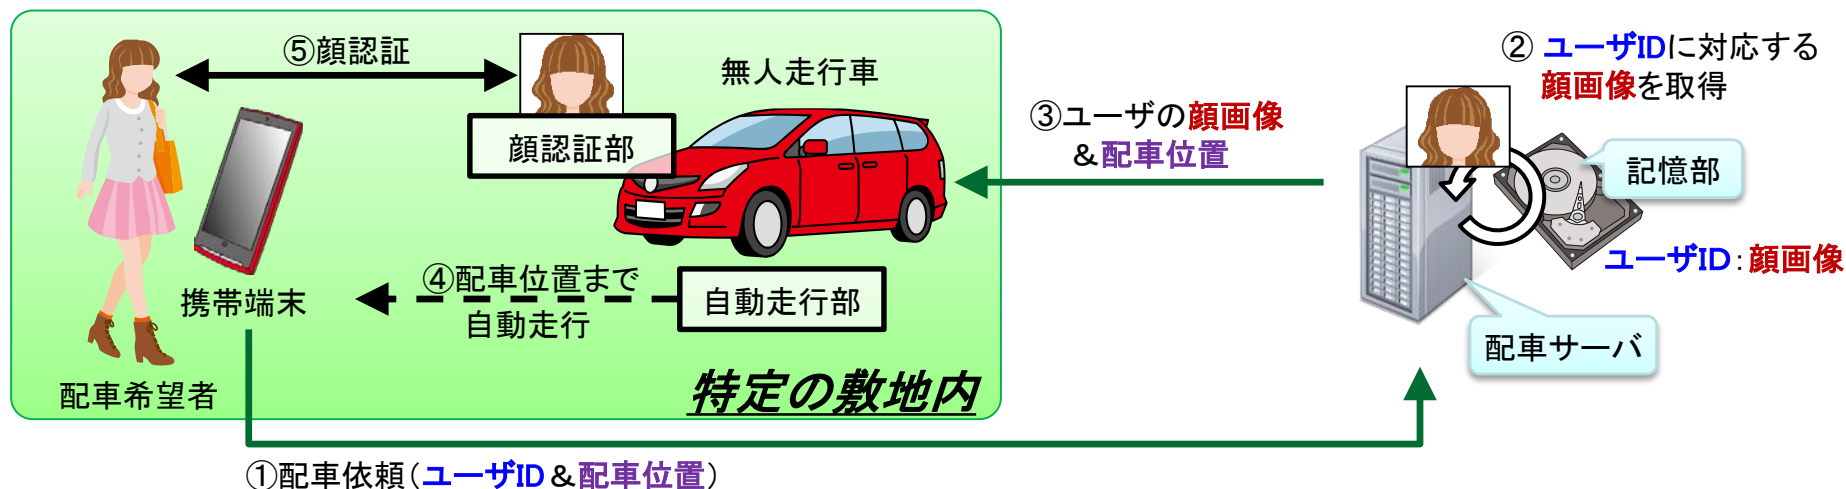 ⑤顔認証
顔認証部
無人走行車
携帯端末
④配車位置まで
自動走行
自動走行部
配車希望者
特定の敷地内
①配車依頼（ユーザID＆配車位置）
③ユーザの顔画像
＆配車位置
② ユーザIDに対応する
顔画像を取得
記憶部
ユーザID：顔画像
配車サーバ